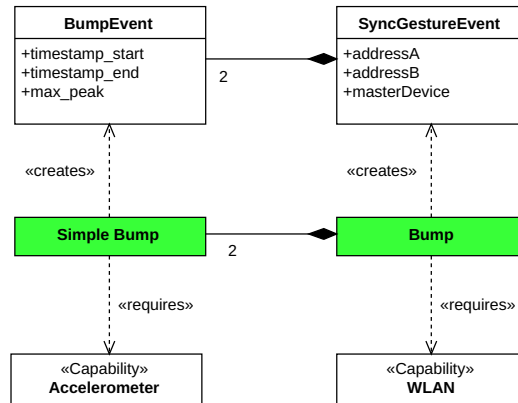 BumpEvent
+timestamp_start
+timestamp_end
+max_peak
2
SyncGestureEvent
+addressA
+addressB
+masterDevice
«creates»
«creates»
Simple Bump
2
Bump
«requires»
«requires»
«Capability»
Accelerometer
«Capability»
WLAN